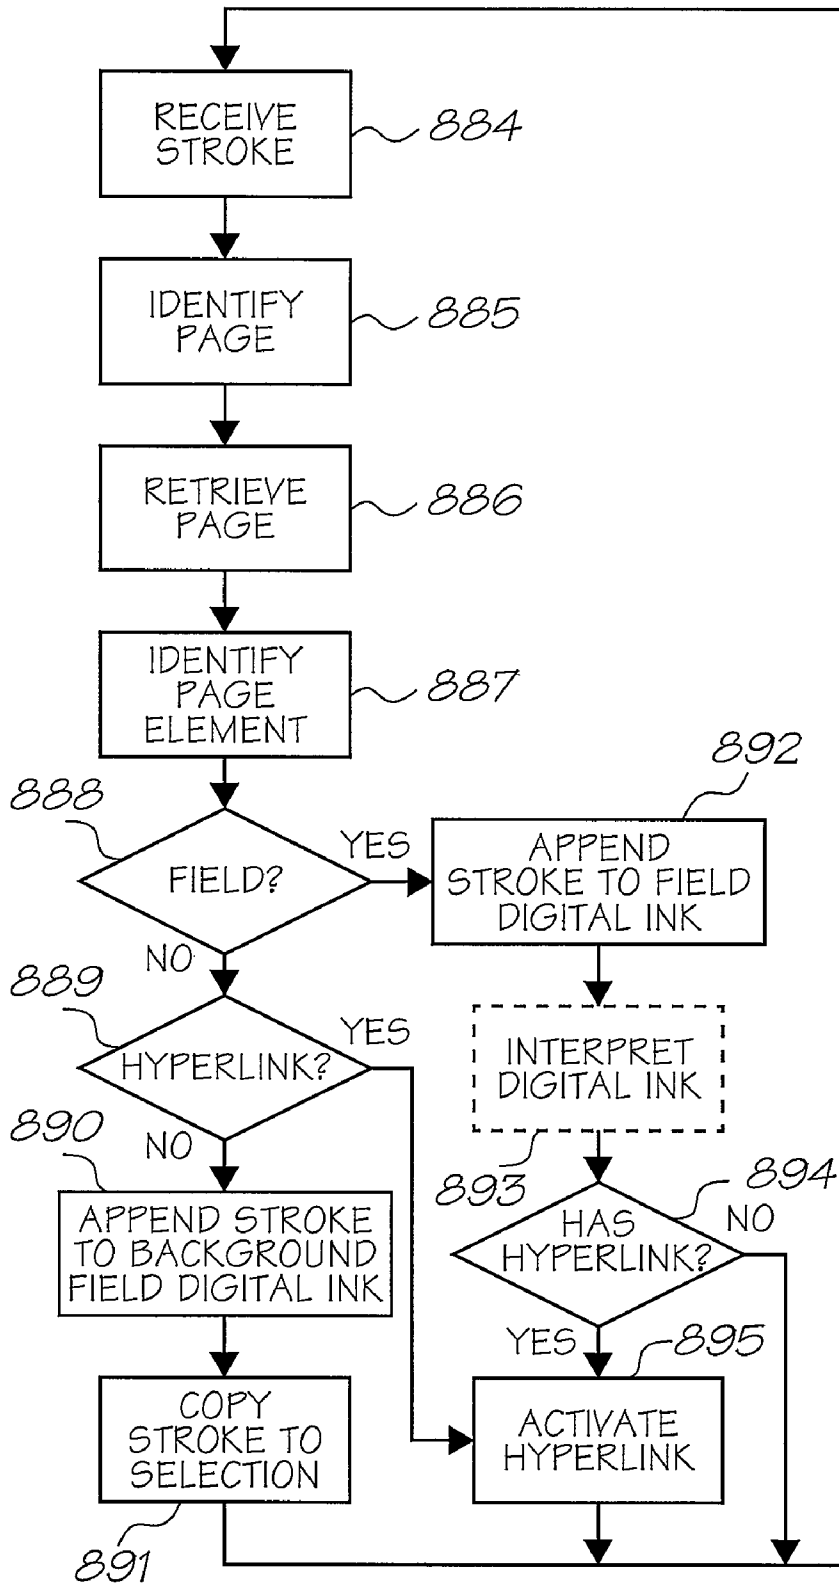 RECEIVE
STROKE
884
IDENTIFY
PAGE
885
RETRIEVE
PAGE
886
IDENTIFY
PAGE
ELEMENT
887
888
FIELD?
YES
NO
892
APPEND
STROKE TO FIELD
DIGITAL INK
889
HYPERLINK?
YES
NO
INTERPRET
DIGITAL INK
893
890
APPEND STROKE
TO BACKGROUND
FIELD DIGITAL INK
894
HAS
HYPERLINK?
NO
YES
895
COPY
STROKE TO
SELECTION
891
ACTIVATE
HYPERLINK